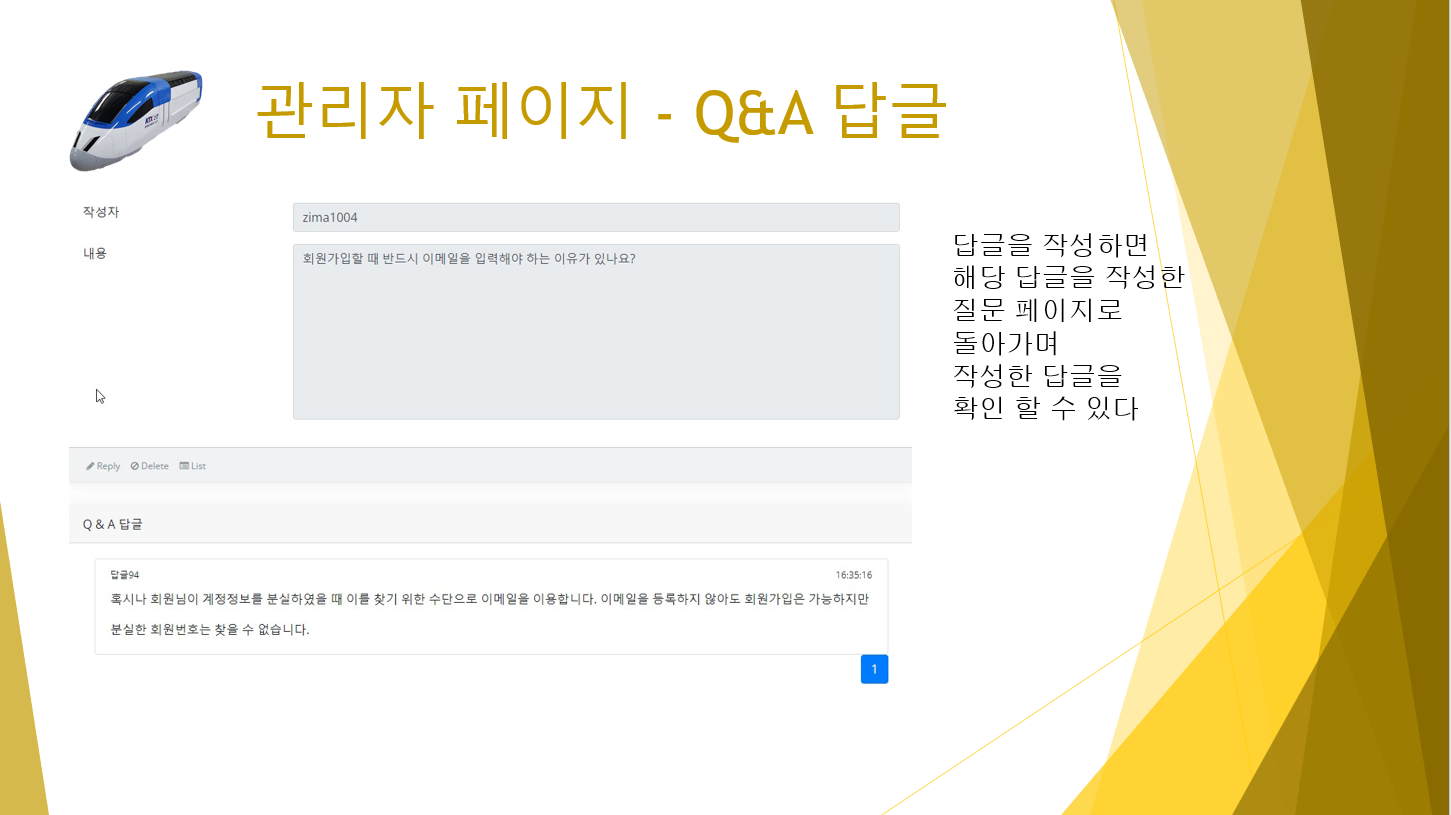 관리자 페이지 - Q&A 답글
작성자
zima1004
내용
회원가입할 때 반드시 이메일을 입력해야 하는 이유가 있나요?
답글을 작성하면
해당 답글을 작성한
질문 페이지로
돌아가며
작성한 답글을
확인 할 수 있다
Reply Delete List
Q & A 답글
답글94
16:35:16
혹시나 회원님이 계정정보를 분실하였을 때 이를 찾기 위한 수단으로 이메일을 이용합니다. 이메일을 등록하지 않아도 회원가입은 가능하지만
분실한 회원번호는 찾을 수 없습니다.
1